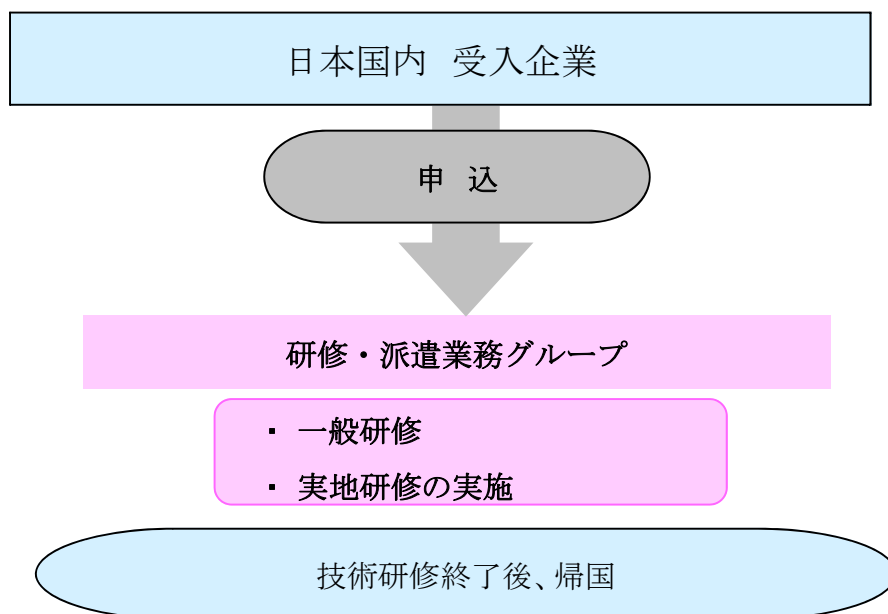 日本国内 受入企業
申 込
研修・派遣業務グループ
・ 一般研修
・ 実地研修の実施
技術研修終了後、帰国